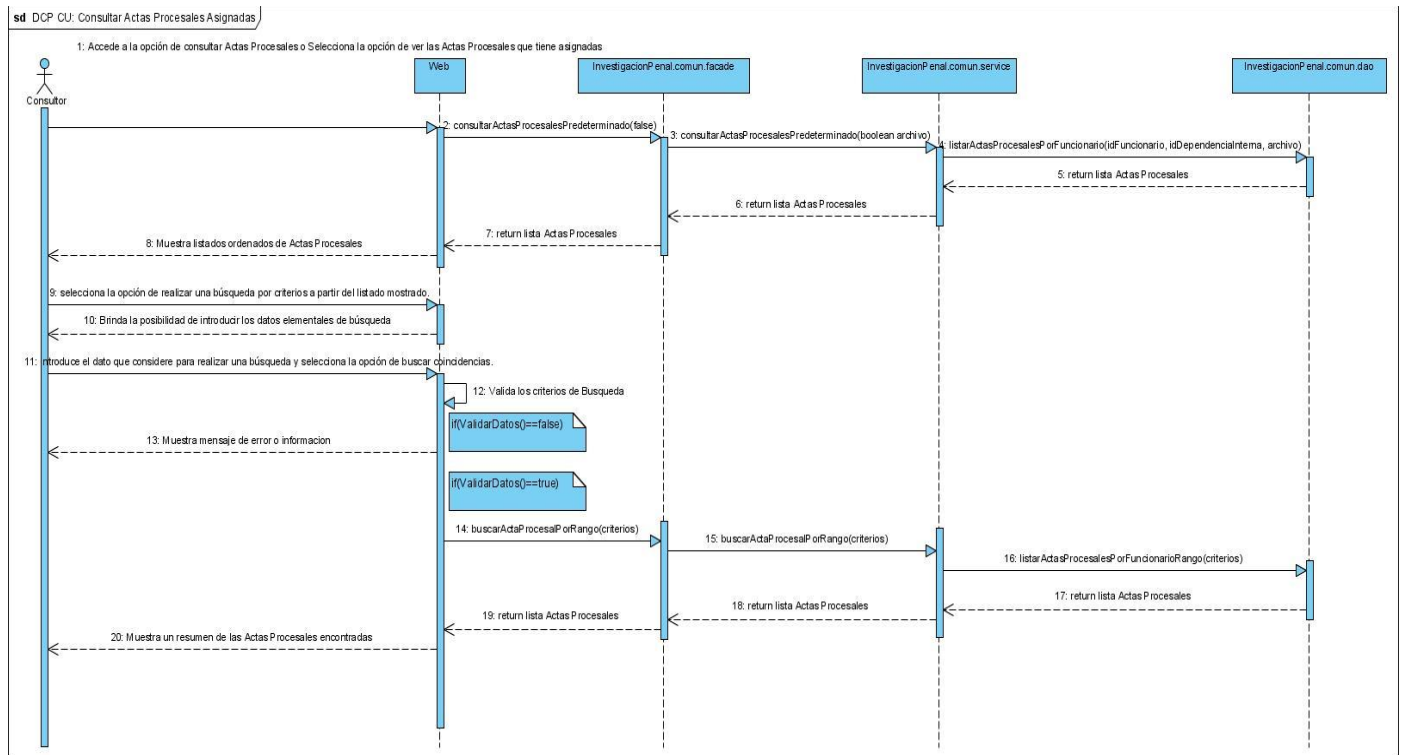 sd DCP CU: Consultar Actas Procesales Asignadas
1: Accede a la opción de consultar Actas Procesales o Selecciona la opción de ver las Actas Procesales que tiene asignadas
Consultor
Web
InvestigacionPenal.comun.facade
InvestigacionPenal.comun.service
InvestigacionPenal.comun.dao
2: consultarActasProcesalesPredeterminado(false)
3: consultarActasProcesalesPredeterminado(boolean archivo)
4: listarActasProcesalesPorFuncionario(idFuncionario, idDependenciaInterna, archivo)
5: return lista Actas Procesales
6: return lista Actas Procesales
7: return lista Actas Procesales
8: Muestra listados ordenados de Actas Procesales
9: selecciona la opción de realizar una búsqueda por criterios a partir del listado mostrado.
10: Brinda la posibilidad de introducir los datos elementales de búsqueda
11: Introduce el dato que considere para realizar una búsqueda y selecciona la opción de buscar coincidencias.
12: Valida los criterios de Busqueda
if(ValidarDatos()==false)
13: Muestra mensaje de error o informacion
if(ValidarDatos()==true)
14: buscarActaProcesalPorRango(criterios)
15: buscarActaProcesalPorRango(criterios)
16: listarActasProcesalesPorFuncionarioRango(criterios)
17: return lista Actas Procesales
18: return lista Actas Procesales
19: return lista Actas Procesales
20: Muestra un resumen de las Actas Procesales encontradas